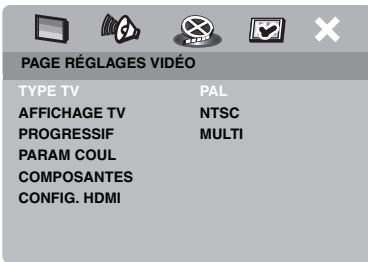 PAGE RÉGLAGES VIDÉO
TYPE TV PAL
AFFICHAGE TV NTSC
PROGRESSIF MULTI
PARAM COUL
COMPOSANTES
CONFIG. HDMI